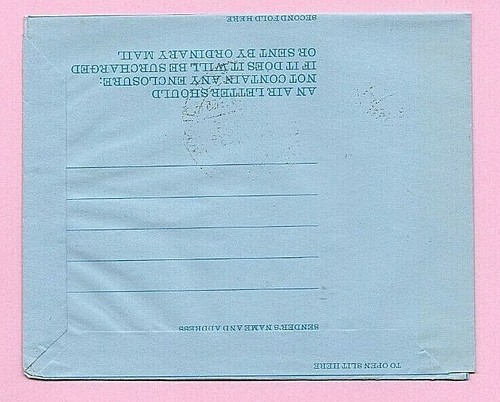 TO OPEN SLIT HERE
SENDER'S NAME AND ADDRESS
AN AIR LETTER SHOULD
NOT CONTAIN ANY ENCLOSURE;
IF IT DOES IT WILL BE SURCHARGED
OR SENT BY ORDINARY MAIL
SECOND FOLD HERE